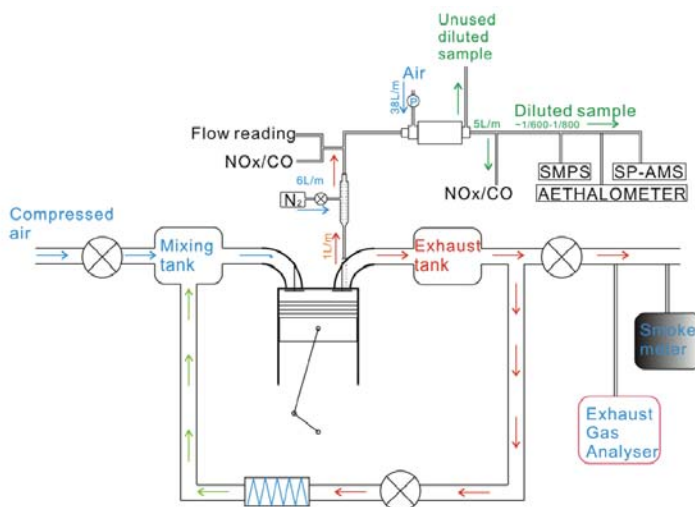 Unused
diluted
sample
Air
38L/m
P
Flow reading
NOx/CO
5L/m
Diluted sample
~1/600-1/800
6L/m
N2
NOx/CO
SMPS
SP-AMS
AETHALOMETER
Compressed
air
Mixing
tank
1L/m
Exhaust
tank
Smoke
meter
Exhaust
Gas
Analyser